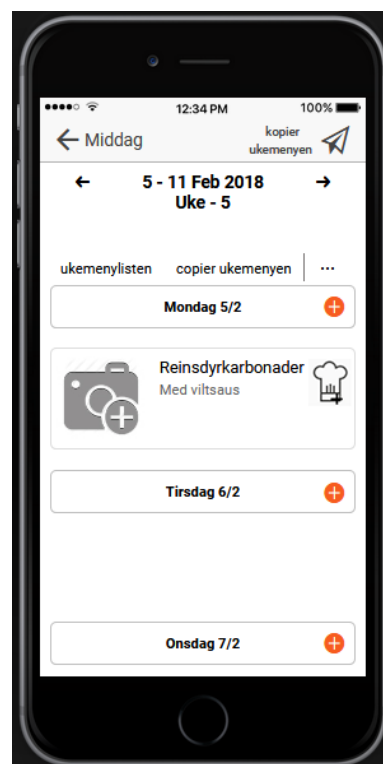 12:34 PM 100%
Middag kopier
ukemenyen
5 - 11 Feb 2018
Uke - 5
ukemenylisten copier ukemenyen ...
Mondag 5/2
Reinsdyrkarbonader
Med viltsaus
Tirsdag 6/2
Onsdag 7/2